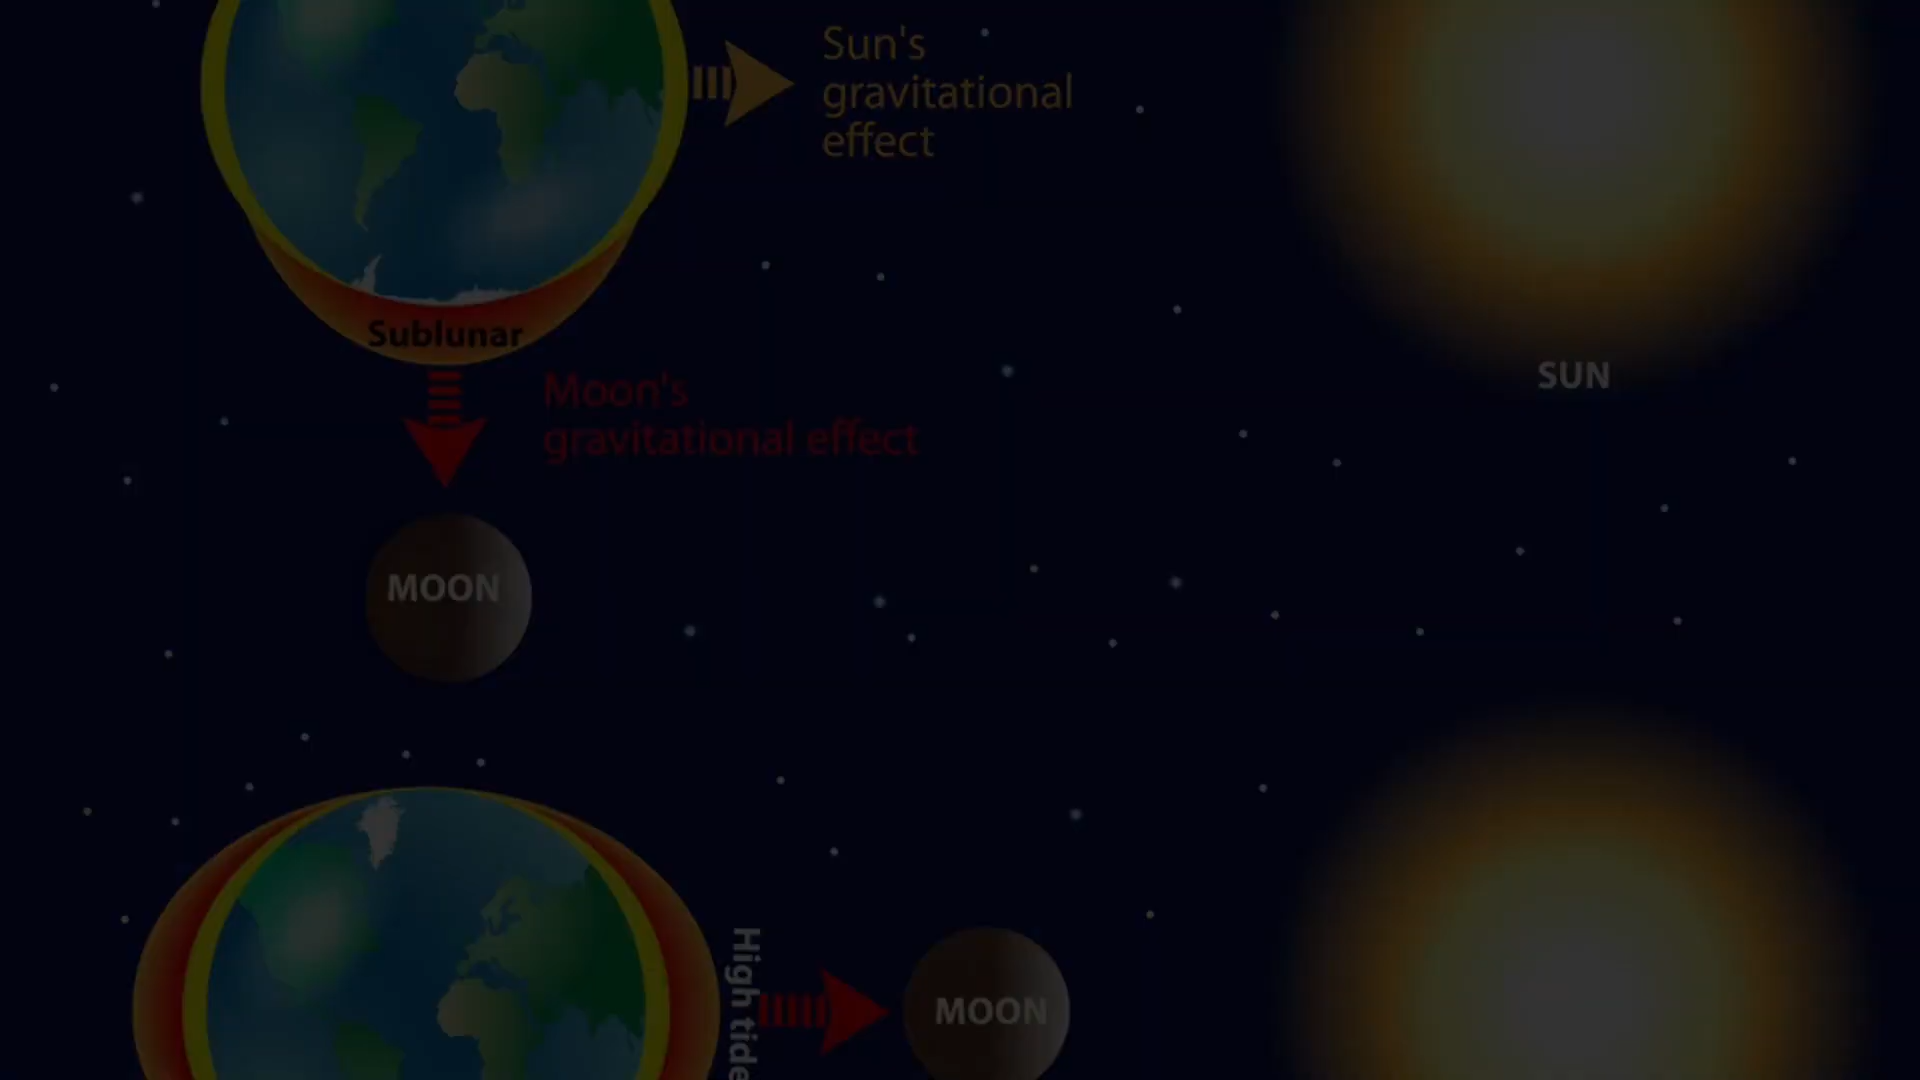 Sun's
gravitational
effect
Sublunar
Moon's
gravitational effect
SUN
MOON
High tide
MOON